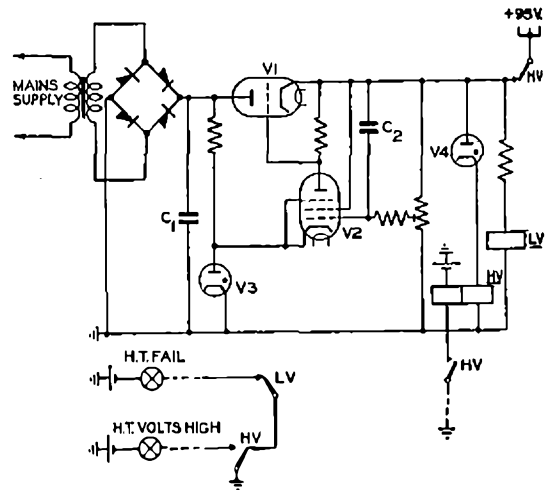 +95V.
HV
MAINS
SUPPLY
V1
C2
V4
C1
V2
V3
LV
HV
HV
H.T. FAIL
LV
H.T. VOLTS HIGH
HV